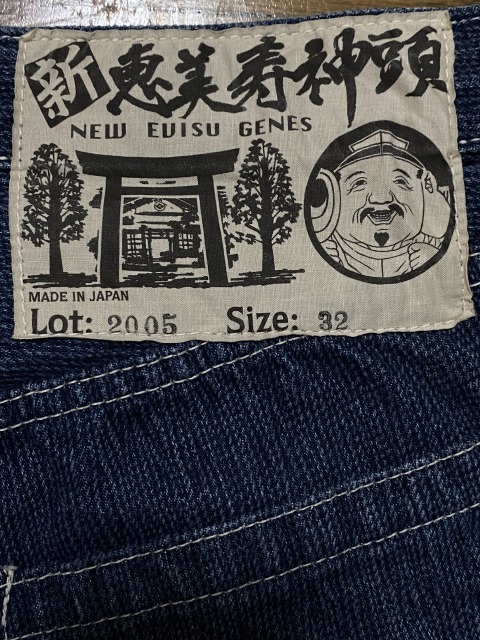 新 恵美寿神頭
NEW EVISU GENES
MADE IN JAPAN
Lot: 2005 Size: 32